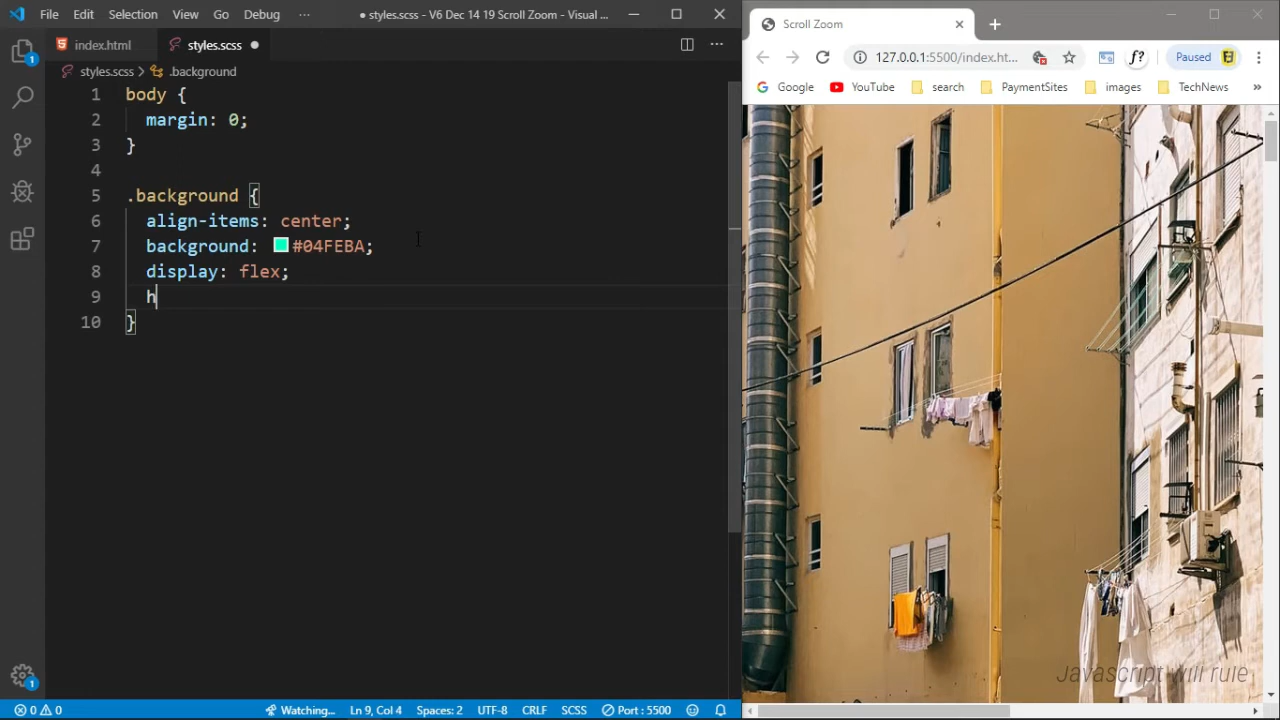 File Edit Selection View Go Debug ··· ● styles.scss - V6 Dec 14 19 Scroll Zoom - Visual ...
index.html styles.scss ●
styles.scss › .background
1 body {
2 margin: 0;
3 }
4
5 .background {
6 align-items: center;
7 background: #04FEBA;
8 display: flex;
9 h
10 }
1
1
0 0 Watching... Ln 9, Col 4 Spaces: 2 UTF-8 CRLF SCSS Port : 5500
Scroll Zoom
127.0.0.1:5500/index.ht... f? Paused
Google YouTube search PaymentSites images TechNews »
Javascript will rule